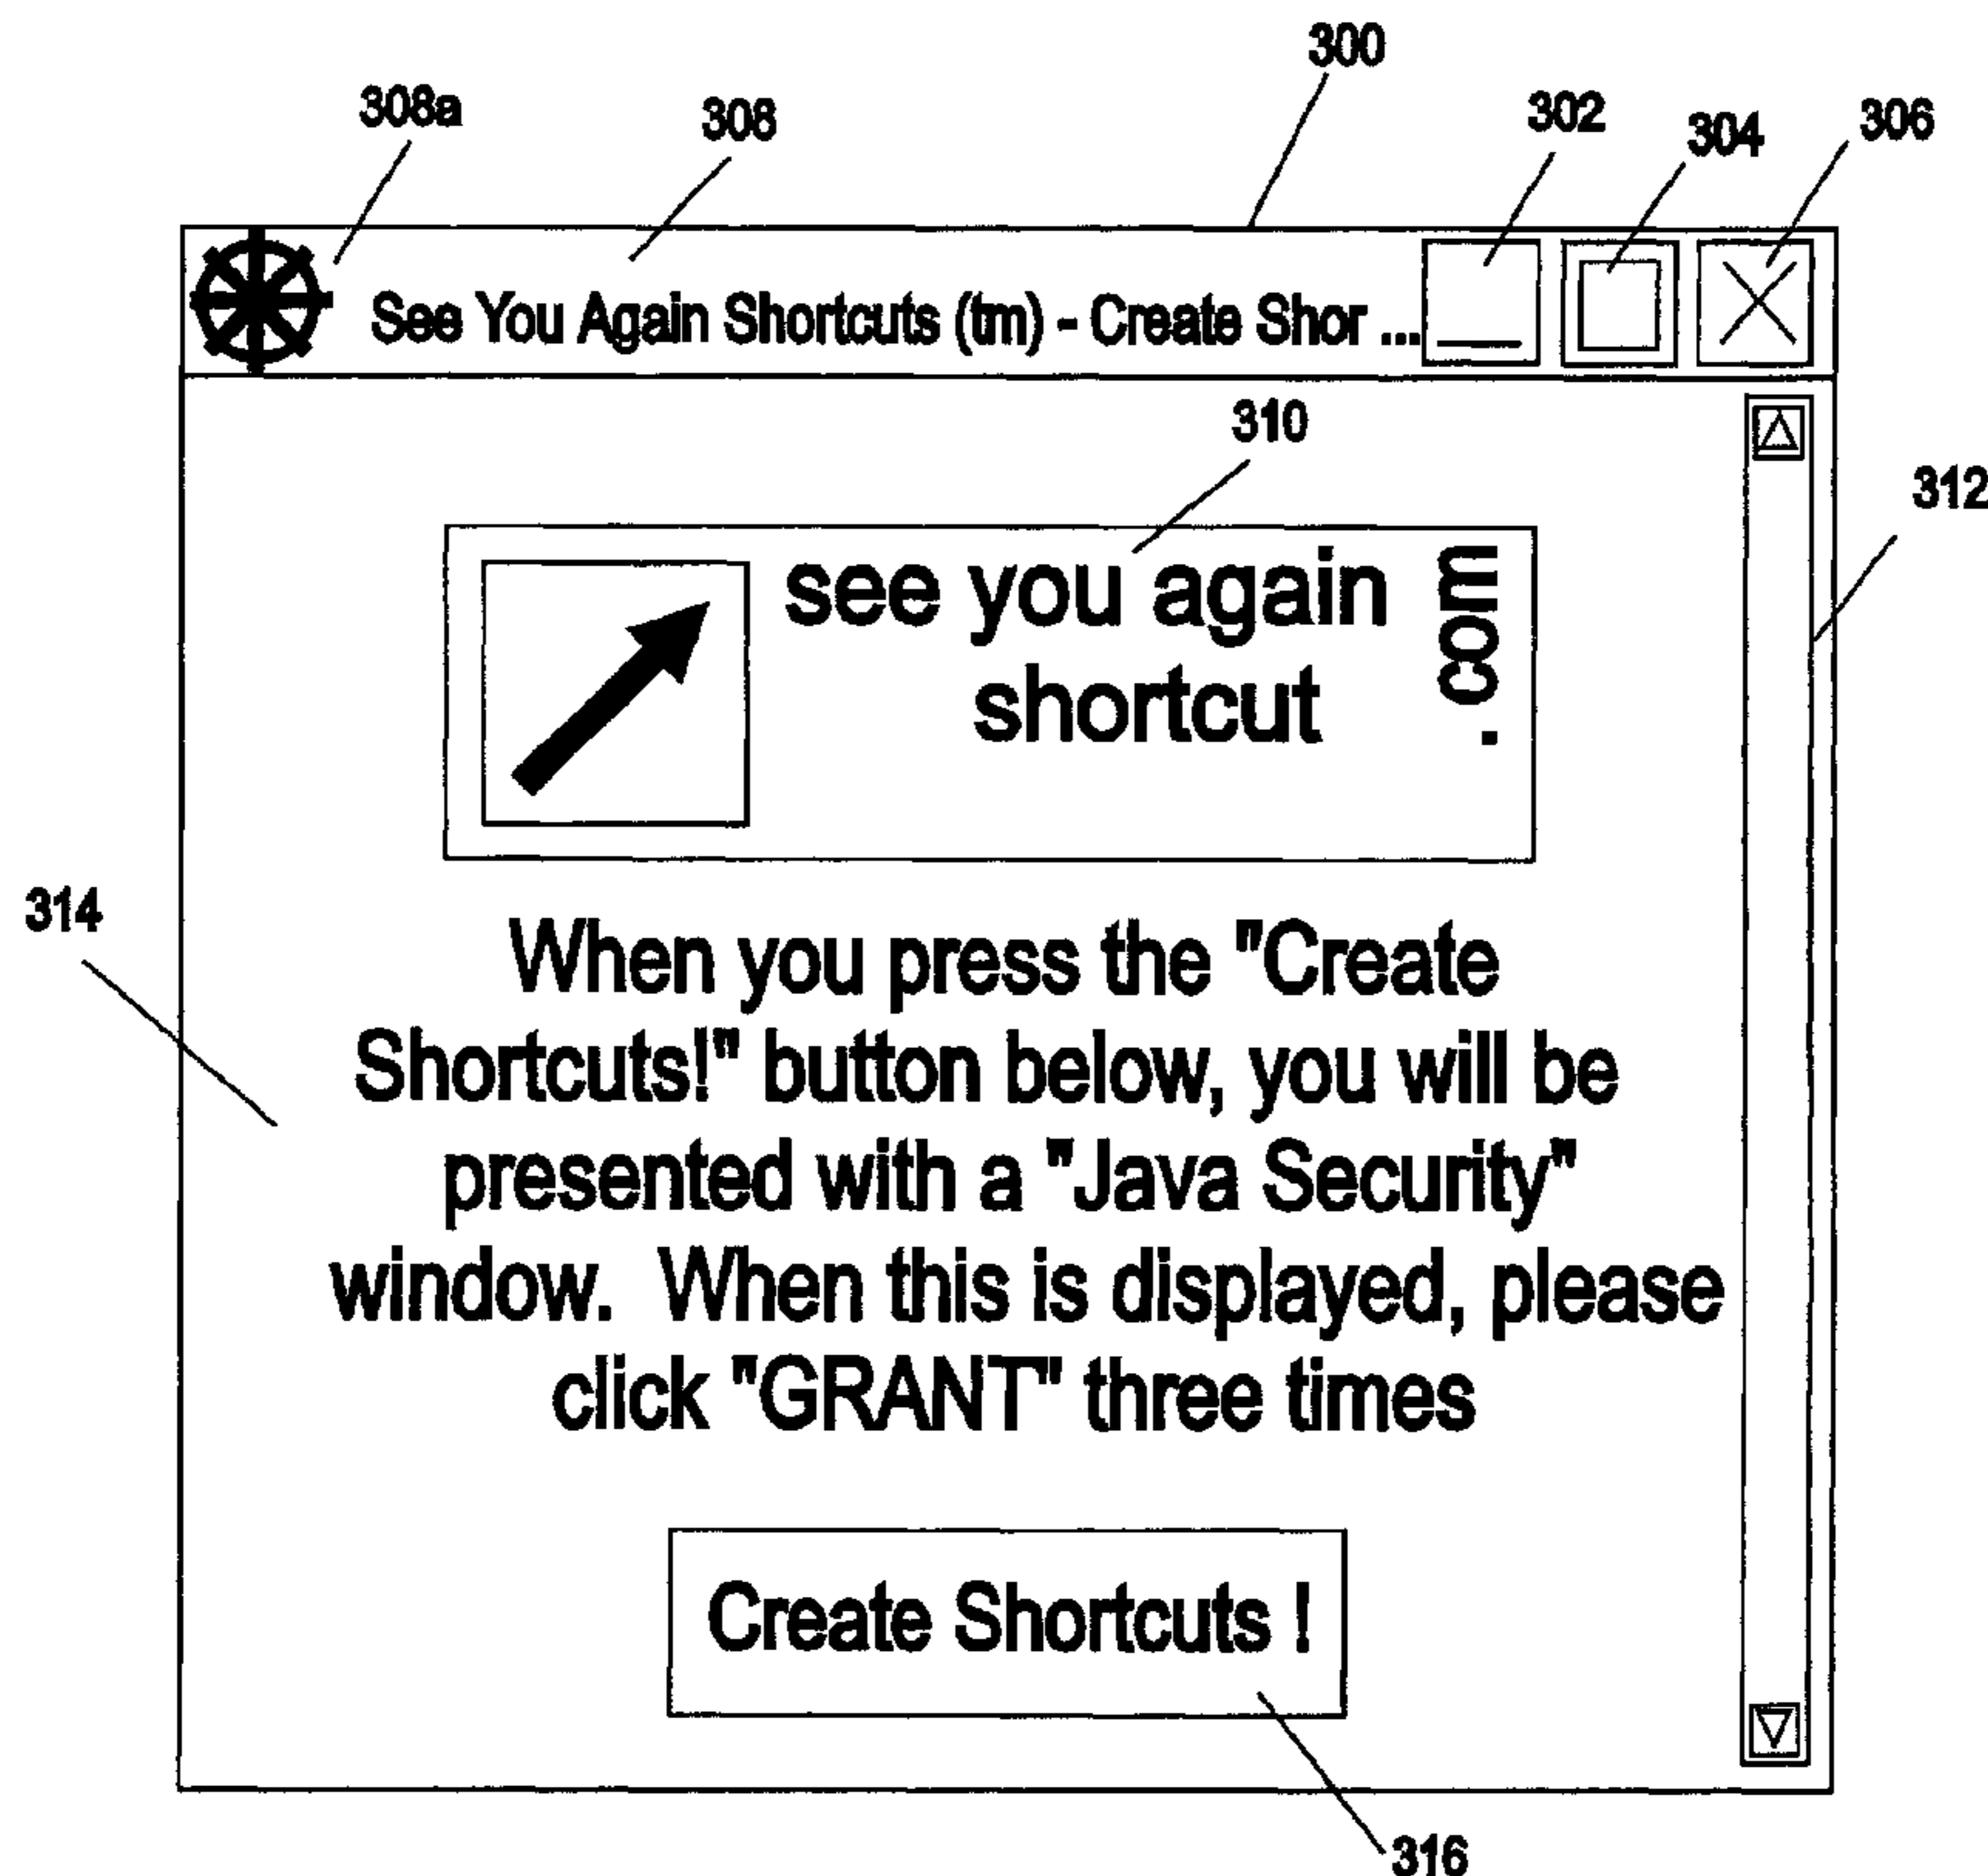 300
308a
308
302
304
306
See You Again Shortcuts (tm) - Create Shor ...
310
312
see you again
shortcut
.com
314
When you press the "Create
Shortcuts!" button below, you will be
presented with a "Java Security"
window. When this is displayed, please
click "GRANT" three times
Create Shortcuts !
316